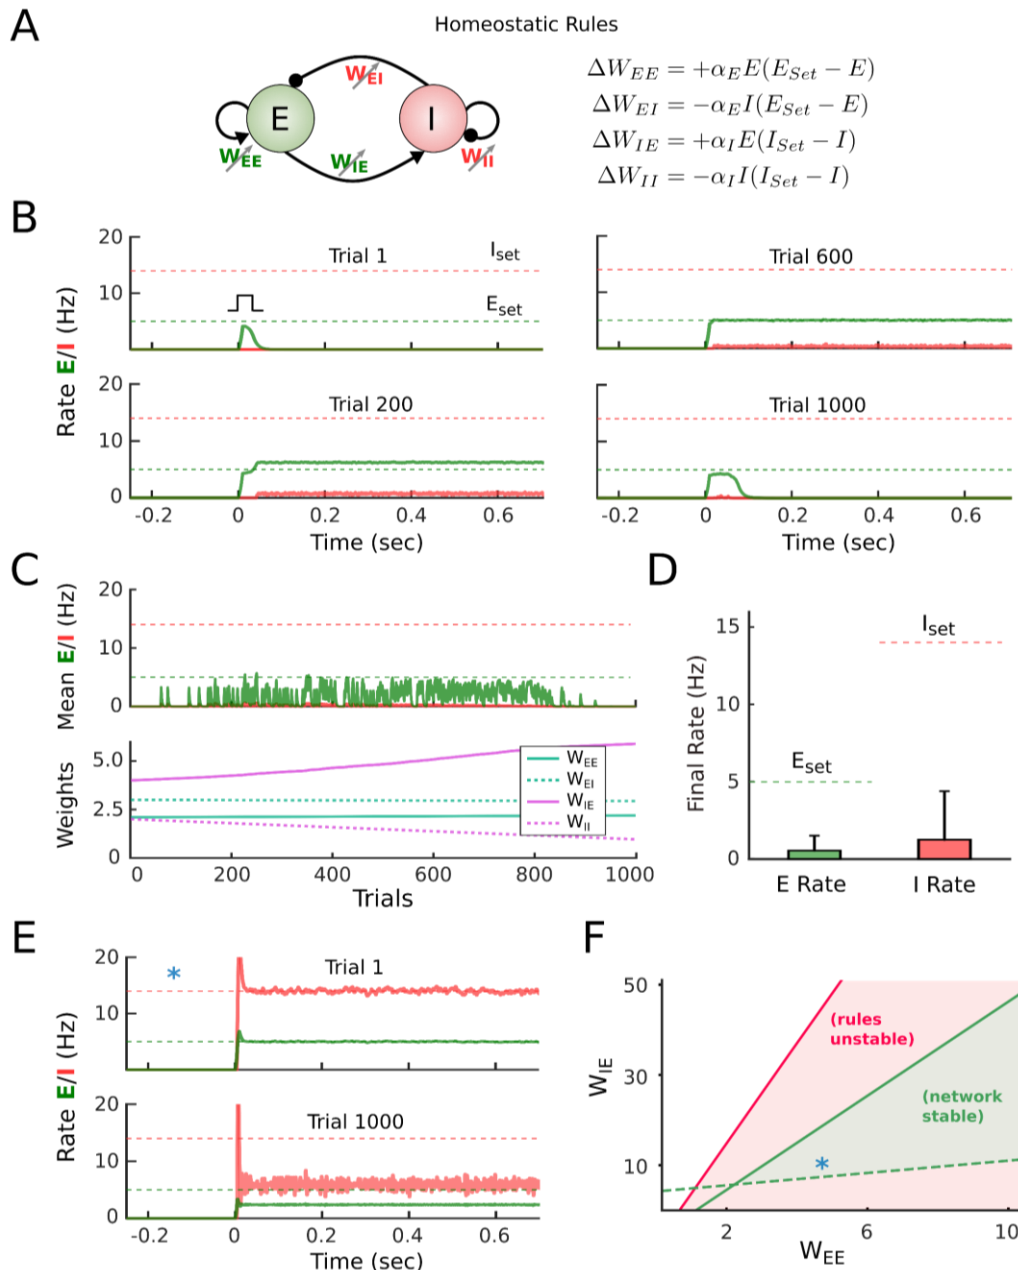 A
Homeostatic Rules
E
I
W_EE
W_EI
W_IE
W_II
ΔW_EE = +α_E E(E_Set − E)
ΔW_EI = −α_E I(E_Set − E)
ΔW_IE = +α_I E(I_Set − I)
ΔW_II = −α_I I(I_Set − I)
B
Rate E/I (Hz)
20
10
0
Trial 1
I_set
E_set
Trial 600
20
10
0
Trial 200
Trial 1000
-0.2 0 0.2 0.4 0.6
Time (sec)
-0.2 0 0.2 0.4 0.6
Time (sec)
C
Mean E/I (Hz)
20
10
0
Weights
5.0
2.5
0
W_EE
W_EI
W_IE
W_II
0 200 400 600 800 1000
Trials
D
Final Rate (Hz)
15
10
5
0
I_set
E_set
E Rate I Rate
E
Rate E/I (Hz)
20
10
0
*
Trial 1
20
10
0
Trial 1000
-0.2 0 0.2 0.4 0.6
Time (sec)
F
W_IE
50
30
10
(rules
unstable)
(network
stable)
*
2 6 10
W_EE